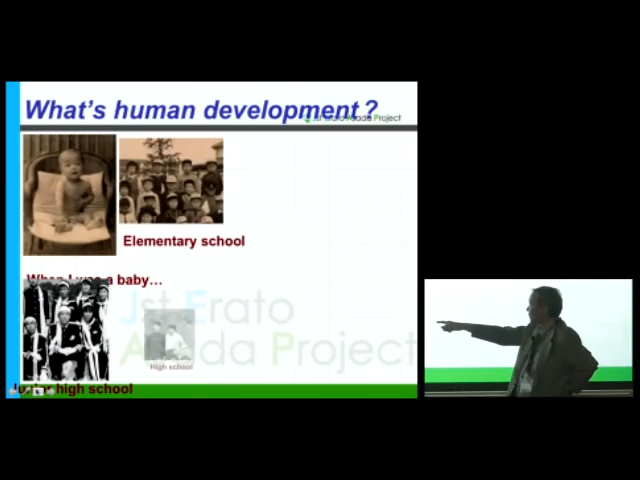 What's human development ?
Jst Erato Asada Project
Elementary school
When I was a baby…
Jst Erato
Asada Project
High school
Junior high school